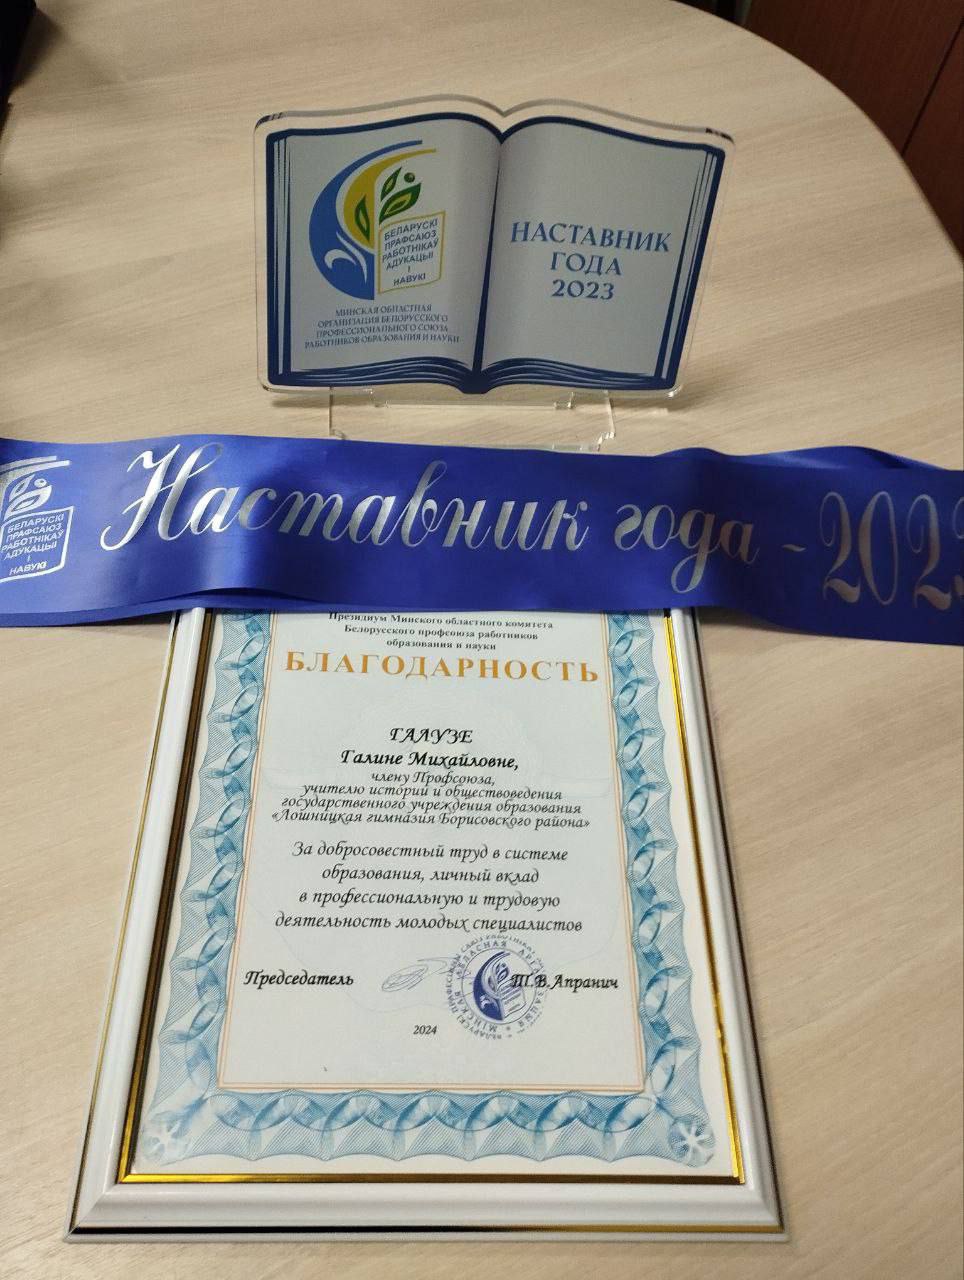 БЕЛАРУСКІ
ПРАФСАЮЗ
РАБОТНІКАЎ
АДУКАЦЫІ
І
НАВУКІ
МИНСКАЯ ОБЛАСТНАЯ
ОРГАНИЗАЦИЯ БЕЛОРУССКОГО
ПРОФЕССИОНАЛЬНОГО СОЮЗА
РАБОТНИКОВ ОБРАЗОВАНИЯ И НАУКИ
НАСТАВНИК
ГОДА
2023
БЕЛАРУСКІ
ПРАФСАЮЗ
РАБОТНІКАЎ
АДУКАЦЫІ
І
НАВУКІ
Наставник года - 2023
Президиум Минского областного комитета
Белорусского профсоюза работников
образования и науки
БЛАГОДАРНОСТЬ
ГАЛУЗЕ
Галине Михайловне,
члену Профсоюза,
учителю истории и обществоведения
государственного учреждения образования
«Лошницкая гимназия Борисовского района»
За добросовестный труд в системе
образования, личный вклад
в профессиональную и трудовую
деятельность молодых специалистов
Председатель Т.В.Апранич
2024